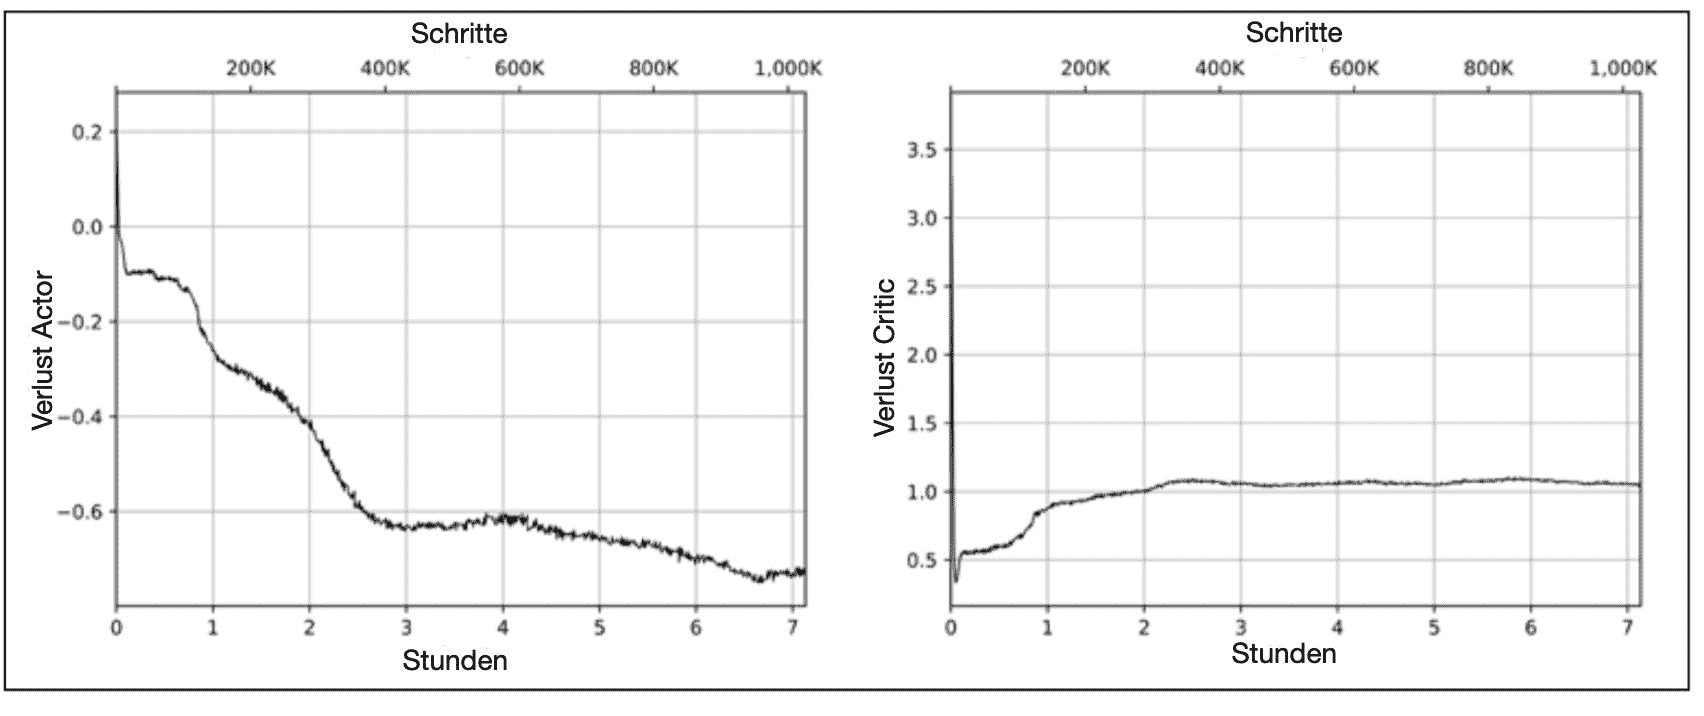 Schritte
200K 400K 600K 800K 1,000K
0.2
0.0
−0.2
−0.4
−0.6
Verlust Actor
0 1 2 3 4 5 6 7
Stunden
Schritte
200K 400K 600K 800K 1,000K
3.5
3.0
2.5
2.0
1.5
1.0
0.5
Verlust Critic
0 1 2 3 4 5 6 7
Stunden